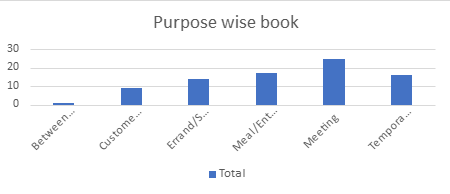 Purpose wise book
30
20
10
0
Between...
Custome...
Errand/S...
Meal/Ent...
Meeting
Tempora...
Total